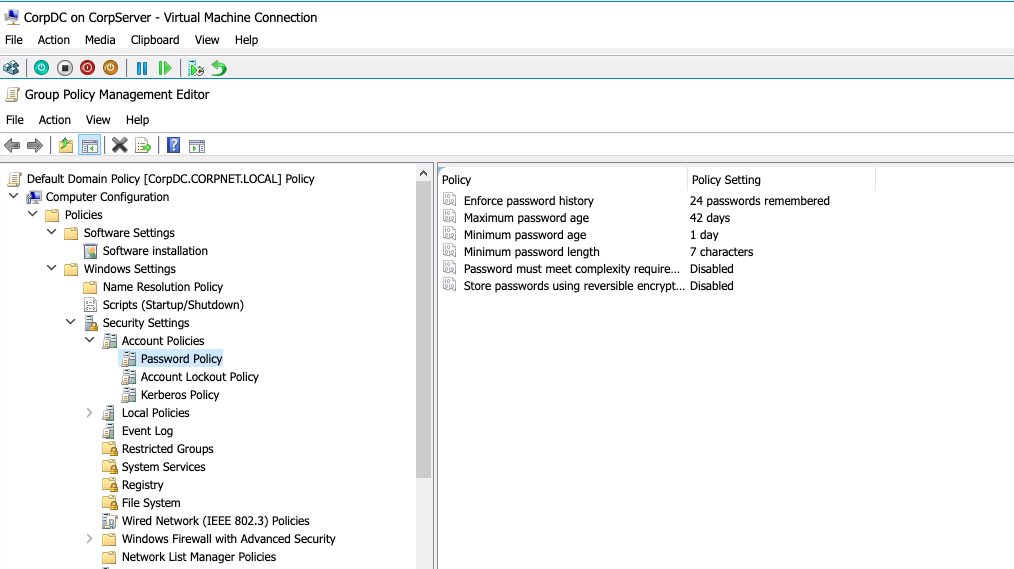 CorpDC on CorpServer - Virtual Machine Connection
File Action Media Clipboard View Help
Group Policy Management Editor
File Action View Help
Default Domain Policy [CorpDC.CORPNET.LOCAL] Policy
Computer Configuration
Policies
Software Settings
Software installation
Windows Settings
Name Resolution Policy
Scripts (Startup/Shutdown)
Security Settings
Account Policies
Password Policy
Account Lockout Policy
Kerberos Policy
Local Policies
Event Log
Restricted Groups
System Services
Registry
File System
Wired Network (IEEE 802.3) Policies
Windows Firewall with Advanced Security
Network List Manager Policies
Policy Policy Setting
Enforce password history 24 passwords remembered
Maximum password age 42 days
Minimum password age 1 day
Minimum password length 7 characters
Password must meet complexity require... Disabled
Store passwords using reversible encrypt... Disabled